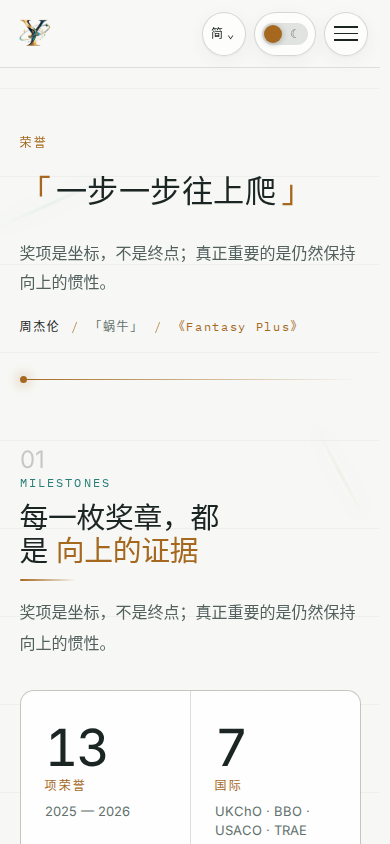 简
荣誉
「一步一步往上爬」
奖项是坐标，不是终点；真正重要的是仍然保持
向上的惯性。
周杰伦 / 「蜗牛」 / 《Fantasy Plus》
01
MILESTONES
每一枚奖章，都
是 向上的证据
奖项是坐标，不是终点；真正重要的是仍然保持
向上的惯性。
13
项荣誉
2025 — 2026
7
国际
UKChO · BBO ·
USACO · TRAE